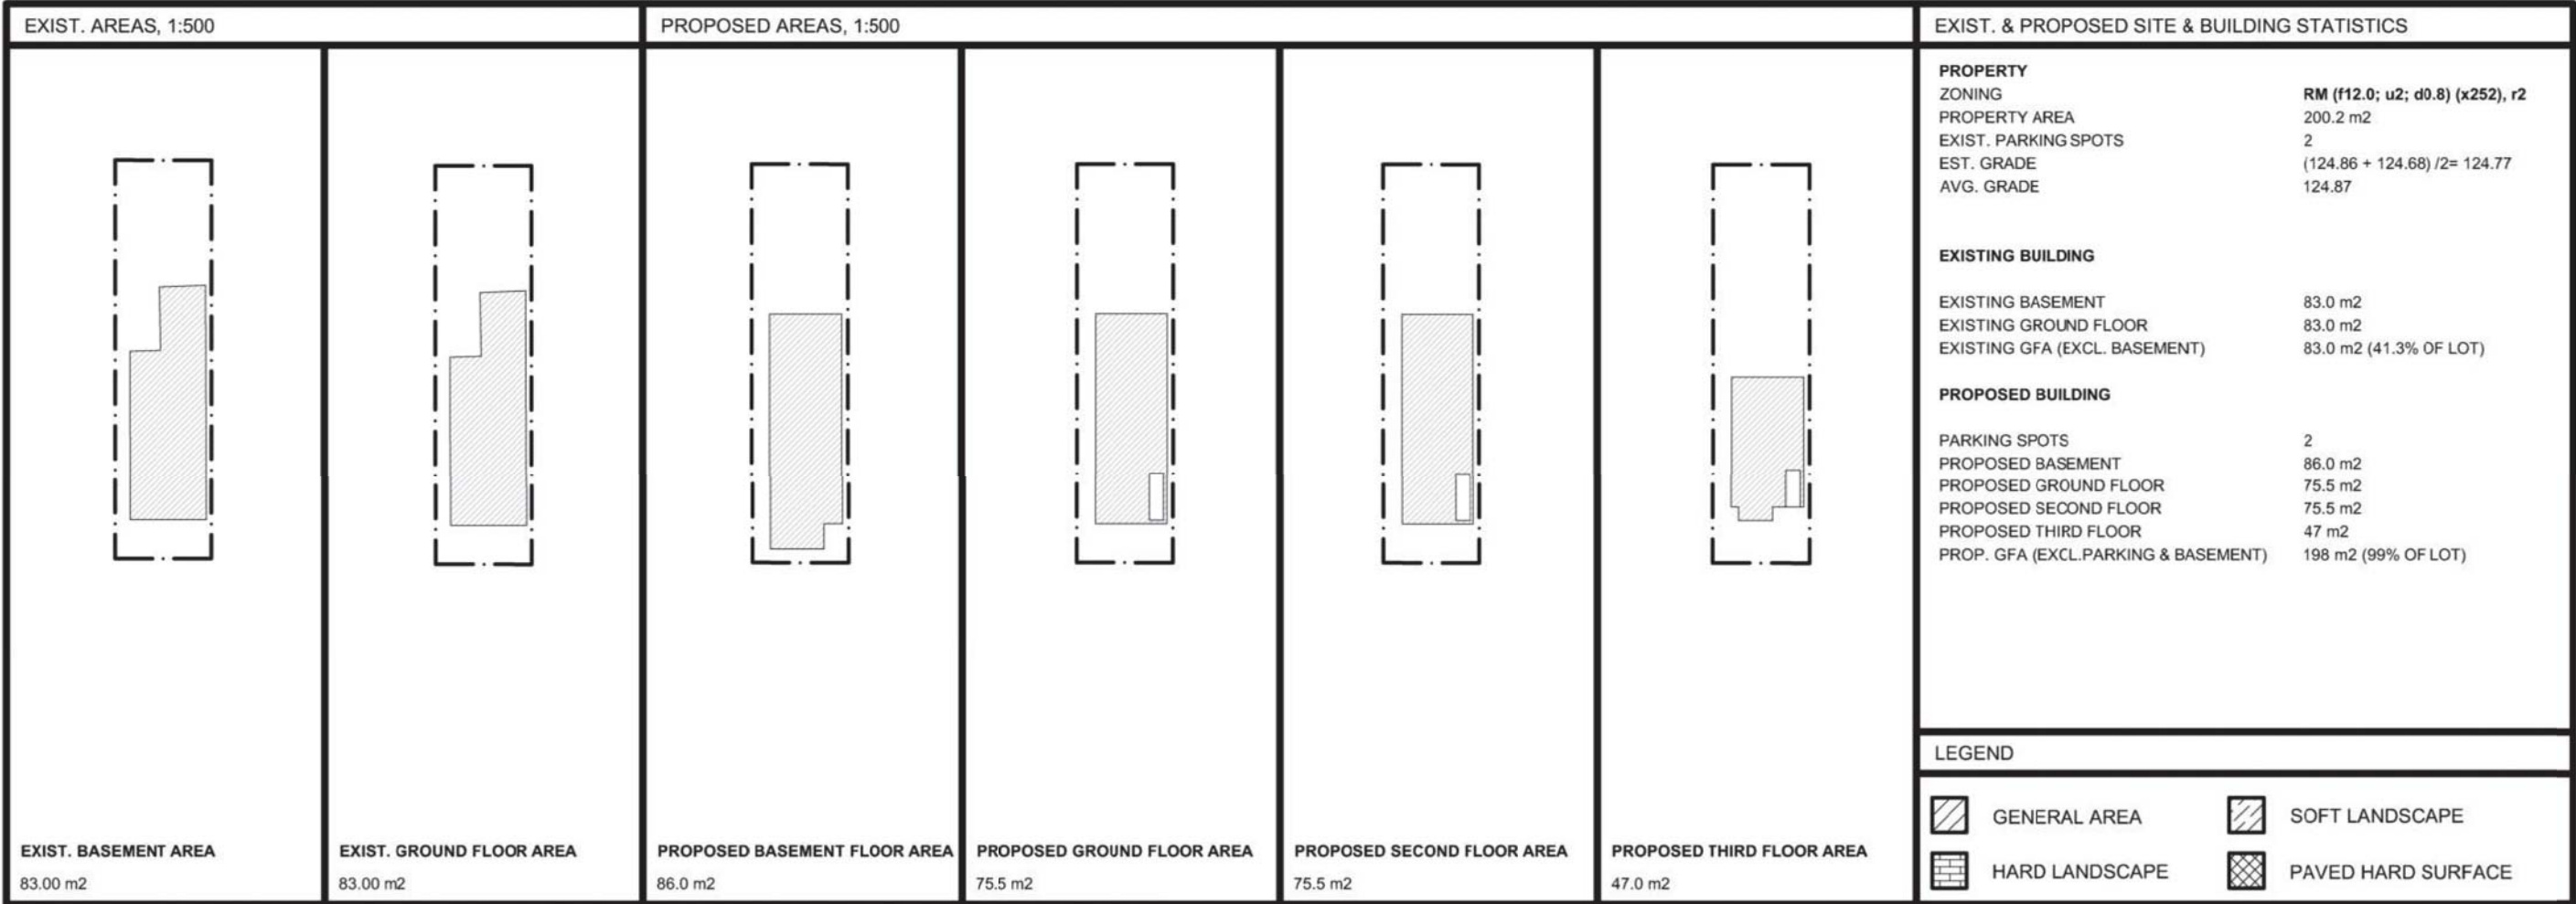 EXIST. AREAS, 1:500
PROPOSED AREAS, 1:500
EXIST. & PROPOSED SITE & BUILDING STATISTICS
EXIST. BASEMENT AREA
83.00 m2
EXIST. GROUND FLOOR AREA
83.00 m2
PROPOSED BASEMENT FLOOR AREA
86.0 m2
PROPOSED GROUND FLOOR AREA
75.5 m2
PROPOSED SECOND FLOOR AREA
75.5 m2
PROPOSED THIRD FLOOR AREA
47.0 m2
PROPERTY
ZONING RM (f12.0; u2; d0.8) (x252), r2
PROPERTY AREA 200.2 m2
EXIST. PARKING SPOTS 2
EST. GRADE (124.86 + 124.68) /2= 124.77
AVG. GRADE 124.87
EXISTING BUILDING
EXISTING BASEMENT 83.0 m2
EXISTING GROUND FLOOR 83.0 m2
EXISTING GFA (EXCL. BASEMENT) 83.0 m2 (41.3% OF LOT)
PROPOSED BUILDING
PARKING SPOTS 2
PROPOSED BASEMENT 86.0 m2
PROPOSED GROUND FLOOR 75.5 m2
PROPOSED SECOND FLOOR 75.5 m2
PROPOSED THIRD FLOOR 47 m2
PROP. GFA (EXCL.PARKING & BASEMENT) 198 m2 (99% OF LOT)
LEGEND
GENERAL AREA
SOFT LANDSCAPE
HARD LANDSCAPE
PAVED HARD SURFACE